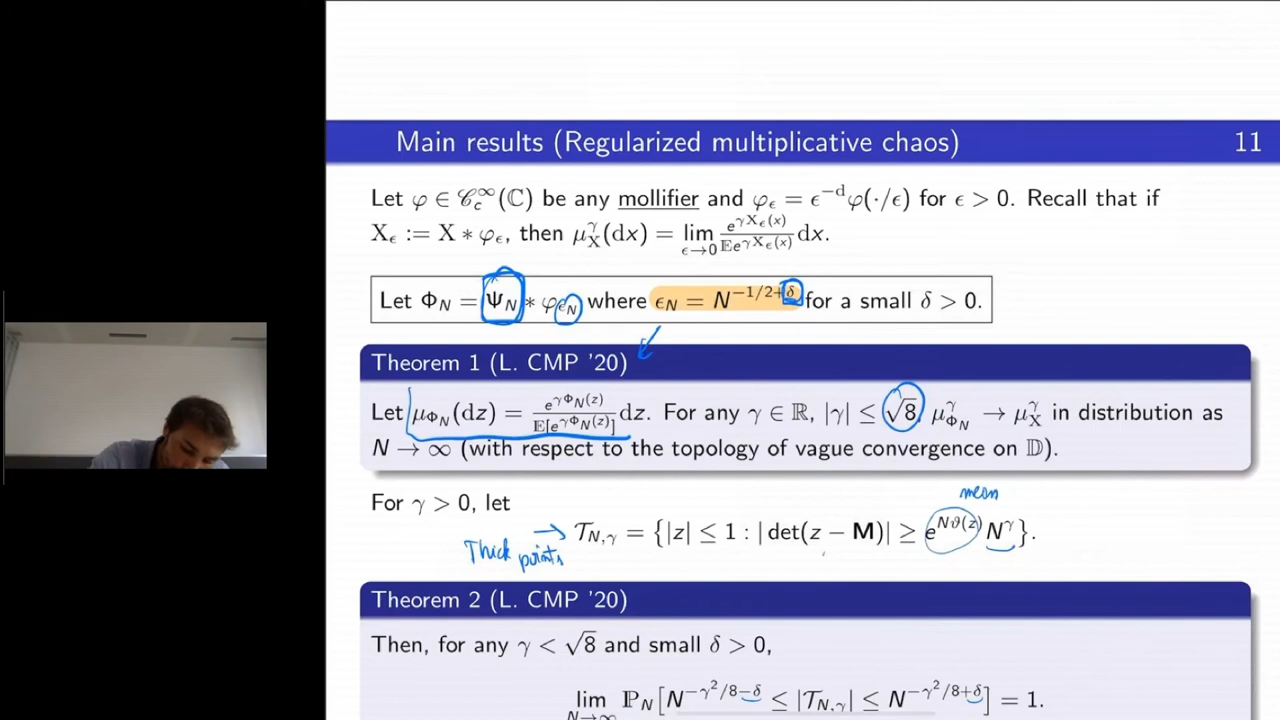 Main results (Regularized multiplicative chaos) 11
Let φ ∈ 𝒞_c^∞(ℂ) be any mollifier and φ_ϵ = ϵ^{-d}φ(·/ϵ) for ϵ > 0. Recall that if
X_ϵ := X ∗ φ_ϵ, then μ_X^γ(dx) = lim_{ϵ→0} e^{γX_ϵ(x)}/𝔼e^{γX_ϵ(x)} dx.
Let Φ_N = Ψ_N ∗ φ_{ϵ_N} where ϵ_N = N^{-1/2+δ} for a small δ > 0.
Theorem 1 (L. CMP '20)
Let μ_{Φ_N}(dz) = e^{γΦ_N(z)}/𝔼[e^{γΦ_N(z)}] dz. For any γ ∈ ℝ, |γ| ≤ √8, μ_{Φ_N}^γ → μ_X^γ in distribution as
N → ∞ (with respect to the topology of vague convergence on 𝔻).
mean
For γ > 0, let
→ 𝒯_{N,γ} = {|z| ≤ 1 : |det(z − M)| ≥ e^{Nϑ(z)} N^γ}.
Thick points
Theorem 2 (L. CMP '20)
Then, for any γ < √8 and small δ > 0,
lim_{N→∞} ℙ_N[N^{-γ²/8-δ} ≤ |𝒯_{N,γ}| ≤ N^{-γ²/8+δ}] = 1.